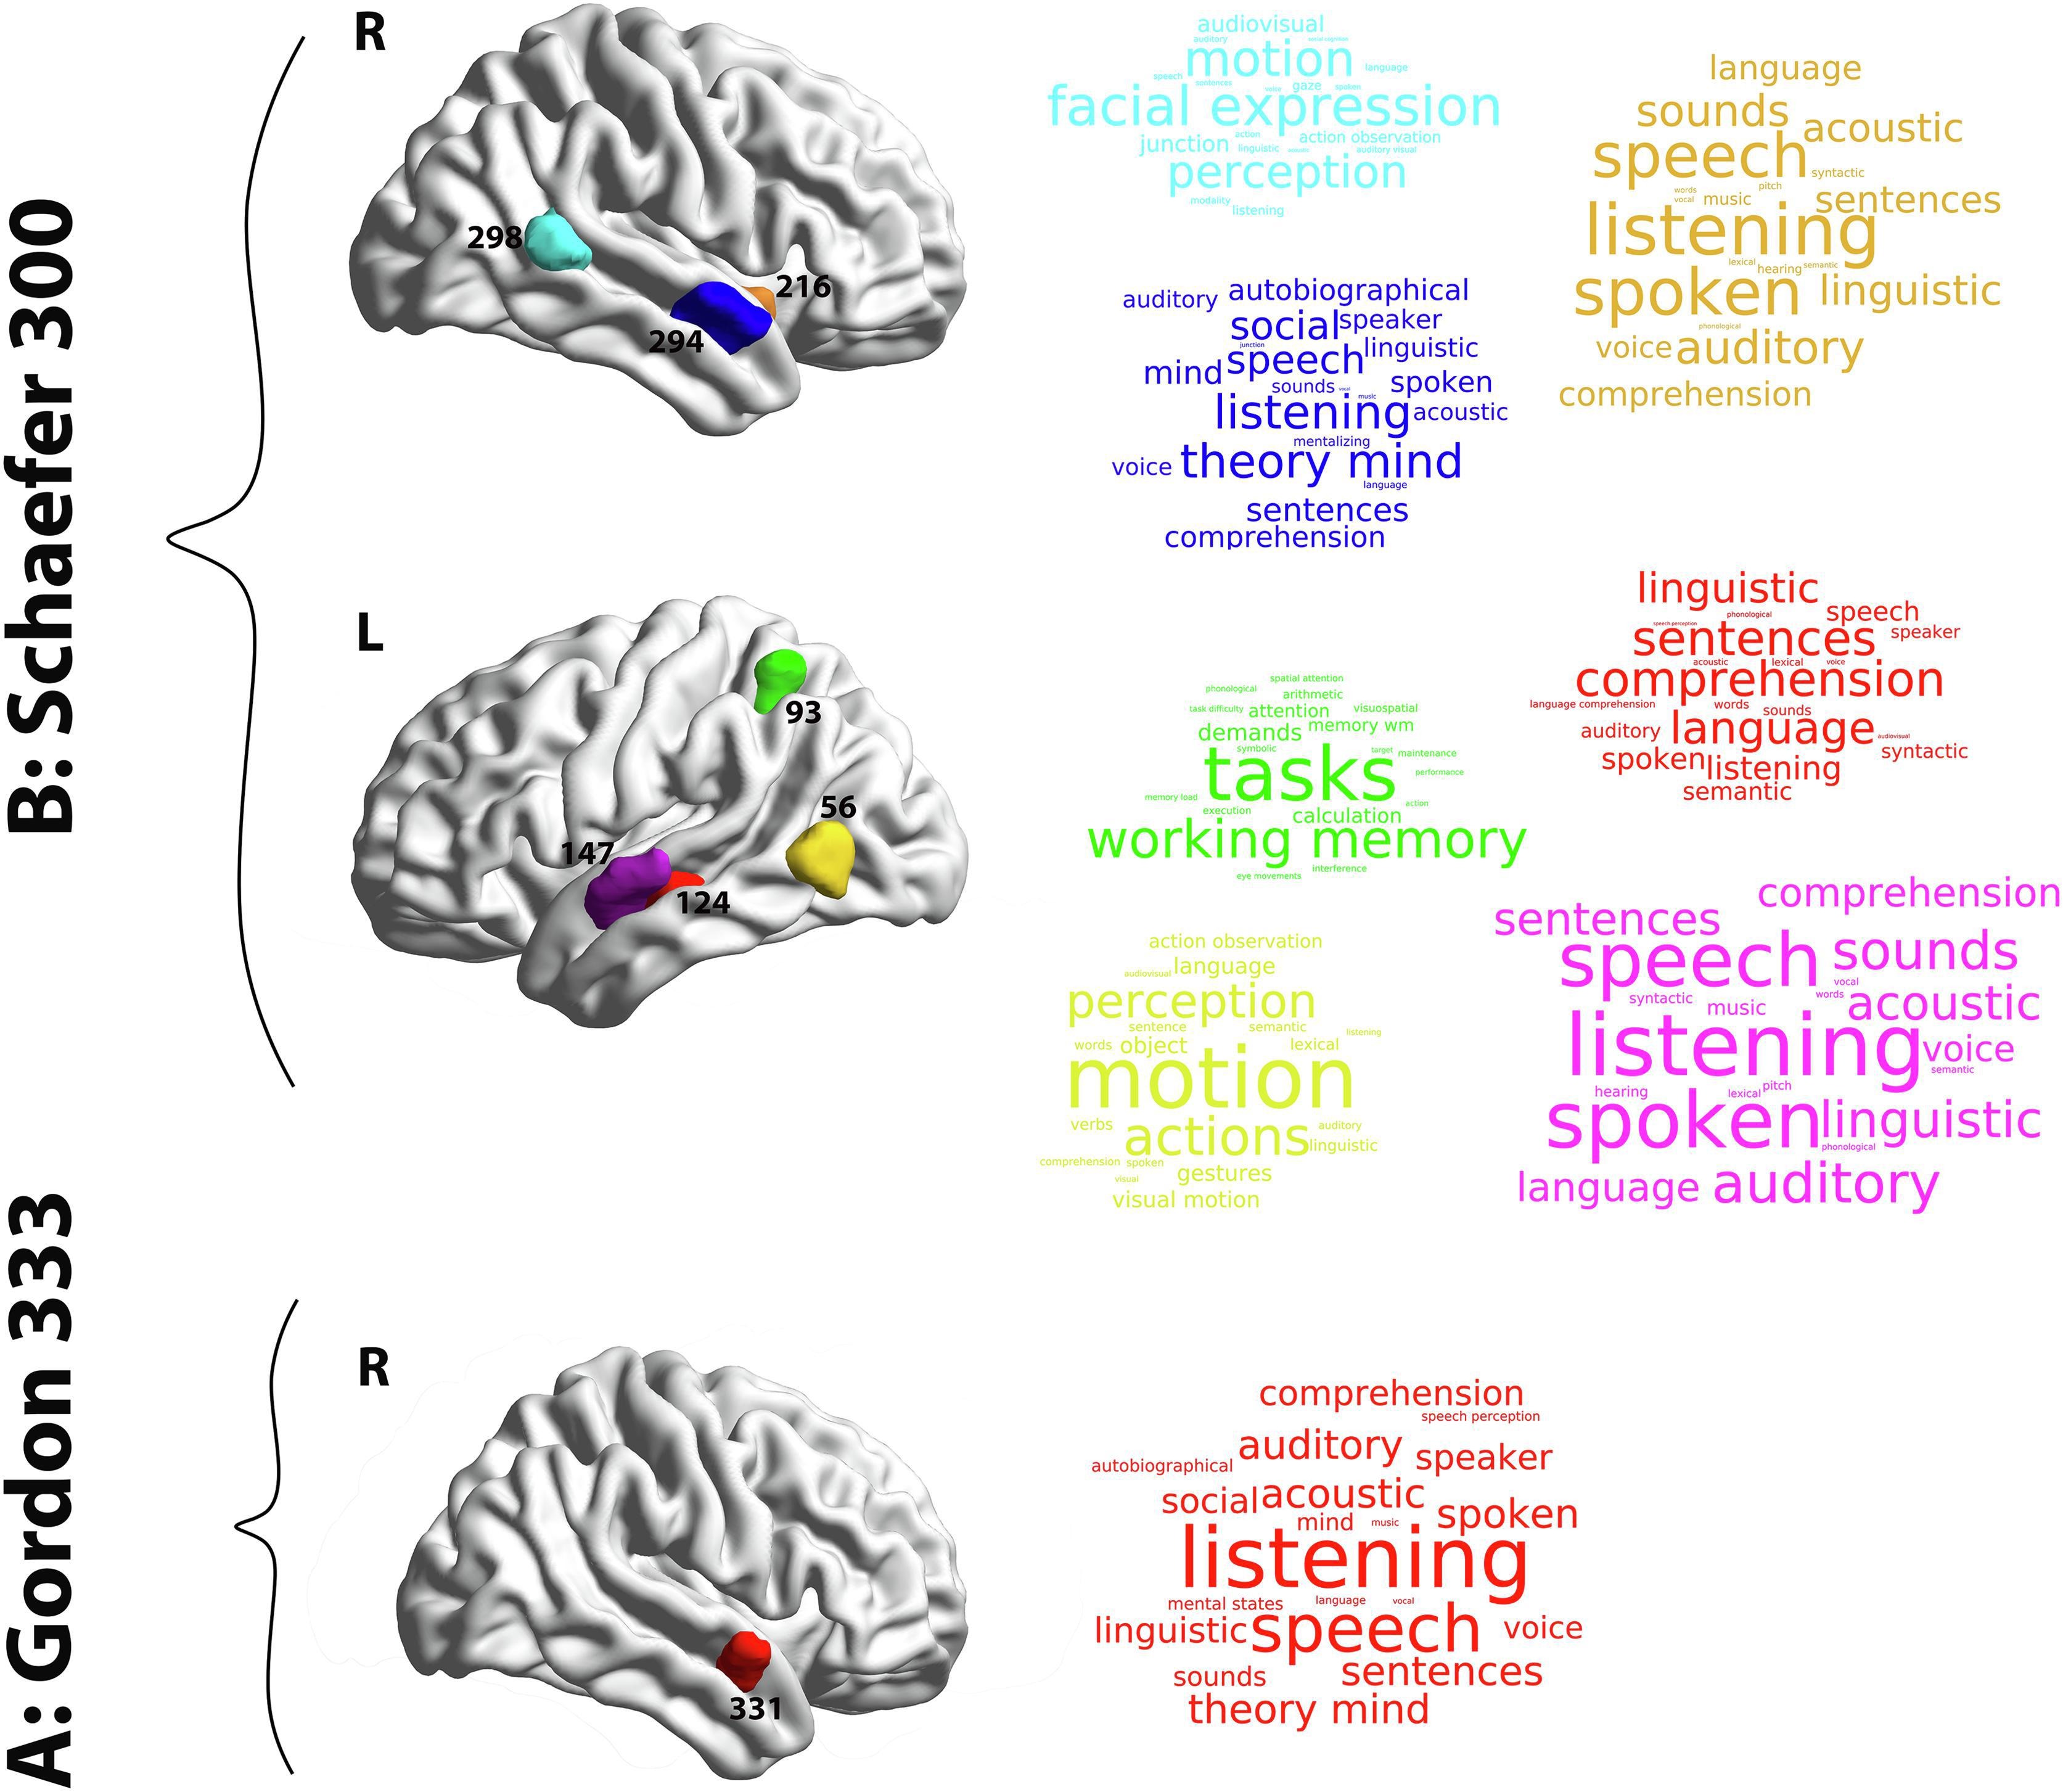 B: Schaefer 300
R
298
216
294
audiovisual
auditory
social cognition
motion
language
speech
sentences
voice
gaze
spoken
facial expression
junction
action
action observation
linguistic
acoustic
auditory visual
perception
modality
listening
language
sounds
acoustic
speech
syntactic
words
pitch
vocal
music
sentences
listening
lexical
hearing
semantic
spoken
linguistic
phonological
voice
auditory
comprehension
auditory
autobiographical
social
speaker
junction
speech
linguistic
mind
sounds
vocal
spoken
music
listening
acoustic
mentalizing
voice
theory mind
language
sentences
comprehension
L
93
56
147
124
linguistic
phonological
speech
speech perception
sentences
speaker
acoustic
lexical
voice
comprehension
language comprehension
words
sounds
auditory
language
audiovisual
spoken
listening
syntactic
semantic
spatial attention
phonological
arithmetic
task difficulty
attention
visuospatial
demands
memory wm
symbolic
target
maintenance
tasks
performance
memory load
execution
action
calculation
working memory
eye movements
interference
action observation
audiovisual
language
perception
sentence
semantic
listening
words
object
lexical
motion
verbs
actions
auditory
linguistic
comprehension
spoken
visual
gestures
visual motion
comprehension
sentences
speech
sounds
vocal
syntactic
music
words
acoustic
listening
voice
semantic
hearing
lexical
pitch
spoken
linguistic
phonological
language
auditory
A: Gordon 333
R
331
comprehension
speech perception
auditory
speaker
autobiographical
social
acoustic
mind
music
spoken
listening
mental states
language
vocal
linguistic
speech
voice
sounds
sentences
theory mind